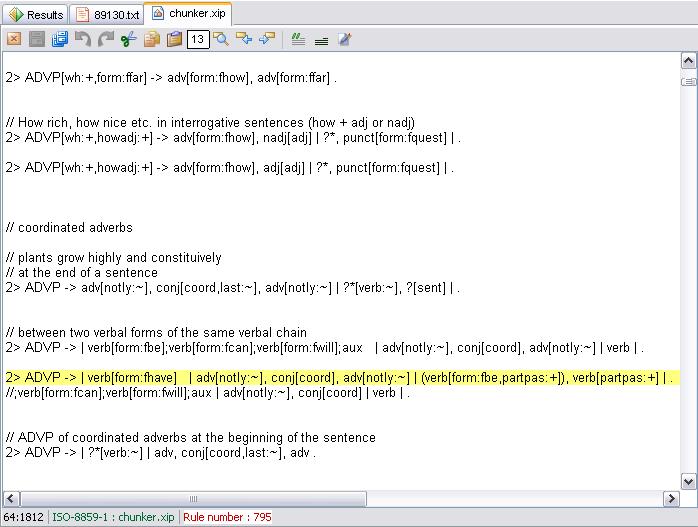 Results
89130.txt
chunker.xip
13
2> ADVP[wh:+,form:ffar] -> adv[form:fhow], adv[form:ffar] .
// How rich, how nice etc. in interrogative sentences (how + adj or nadj)
2> ADVP[wh:+,howadj:+] -> adv[form:fhow], nadj[adj] | ?*, punct[form:fquest] | .
2> ADVP[wh:+,howadj:+] -> adv[form:fhow], adj[adj] | ?*, punct[form:fquest] | .
// coordinated adverbs
// plants grow highly and constituively
// at the end of a sentence
2> ADVP -> adv[notly:~], conj[coord,last:~], adv[notly:~] | ?*[verb:~], ?[sent] | .
// between two verbal forms of the same verbal chain
2> ADVP -> | verb[form:fbe];verb[form:fcan];verb[form:fwill];aux | adv[notly:~], conj[coord], adv[notly:~] | verb | .
2> ADVP -> | verb[form:fhave] | adv[notly:~], conj[coord], adv[notly:~] | (verb[form:fbe,partpas:+]), verb[partpas:+] | .
//;verb[form:fcan];verb[form:fwill];aux | adv[notly:~], conj[coord] | verb | .
// ADVP of coordinated adverbs at the beginning of the sentence
2> ADVP -> | ?*[verb:~] | adv, conj[coord,last:~], adv .
64:1812 ISO-8859-1 : chunker.xip Rule number : 795